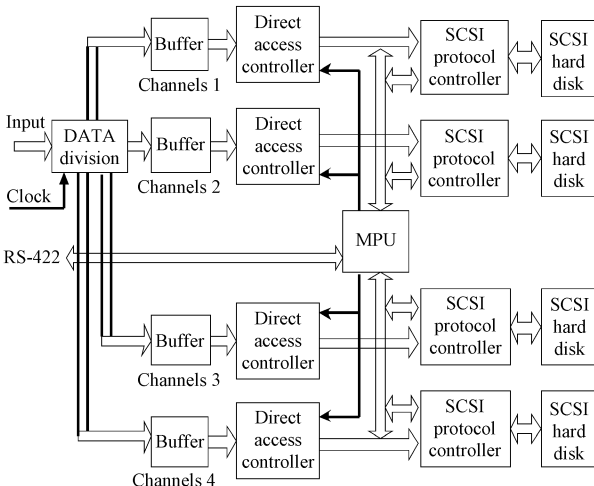 Input
Clock
DATA
division
RS-422
Buffer
Channels 1
Direct
access
controller
SCSI
protocol
controller
SCSI
hard
disk
Buffer
Channels 2
Direct
access
controller
SCSI
protocol
controller
SCSI
hard
disk
MPU
Buffer
Channels 3
Direct
access
controller
SCSI
protocol
controller
SCSI
hard
disk
Buffer
Channels 4
Direct
access
controller
SCSI
protocol
controller
SCSI
hard
disk